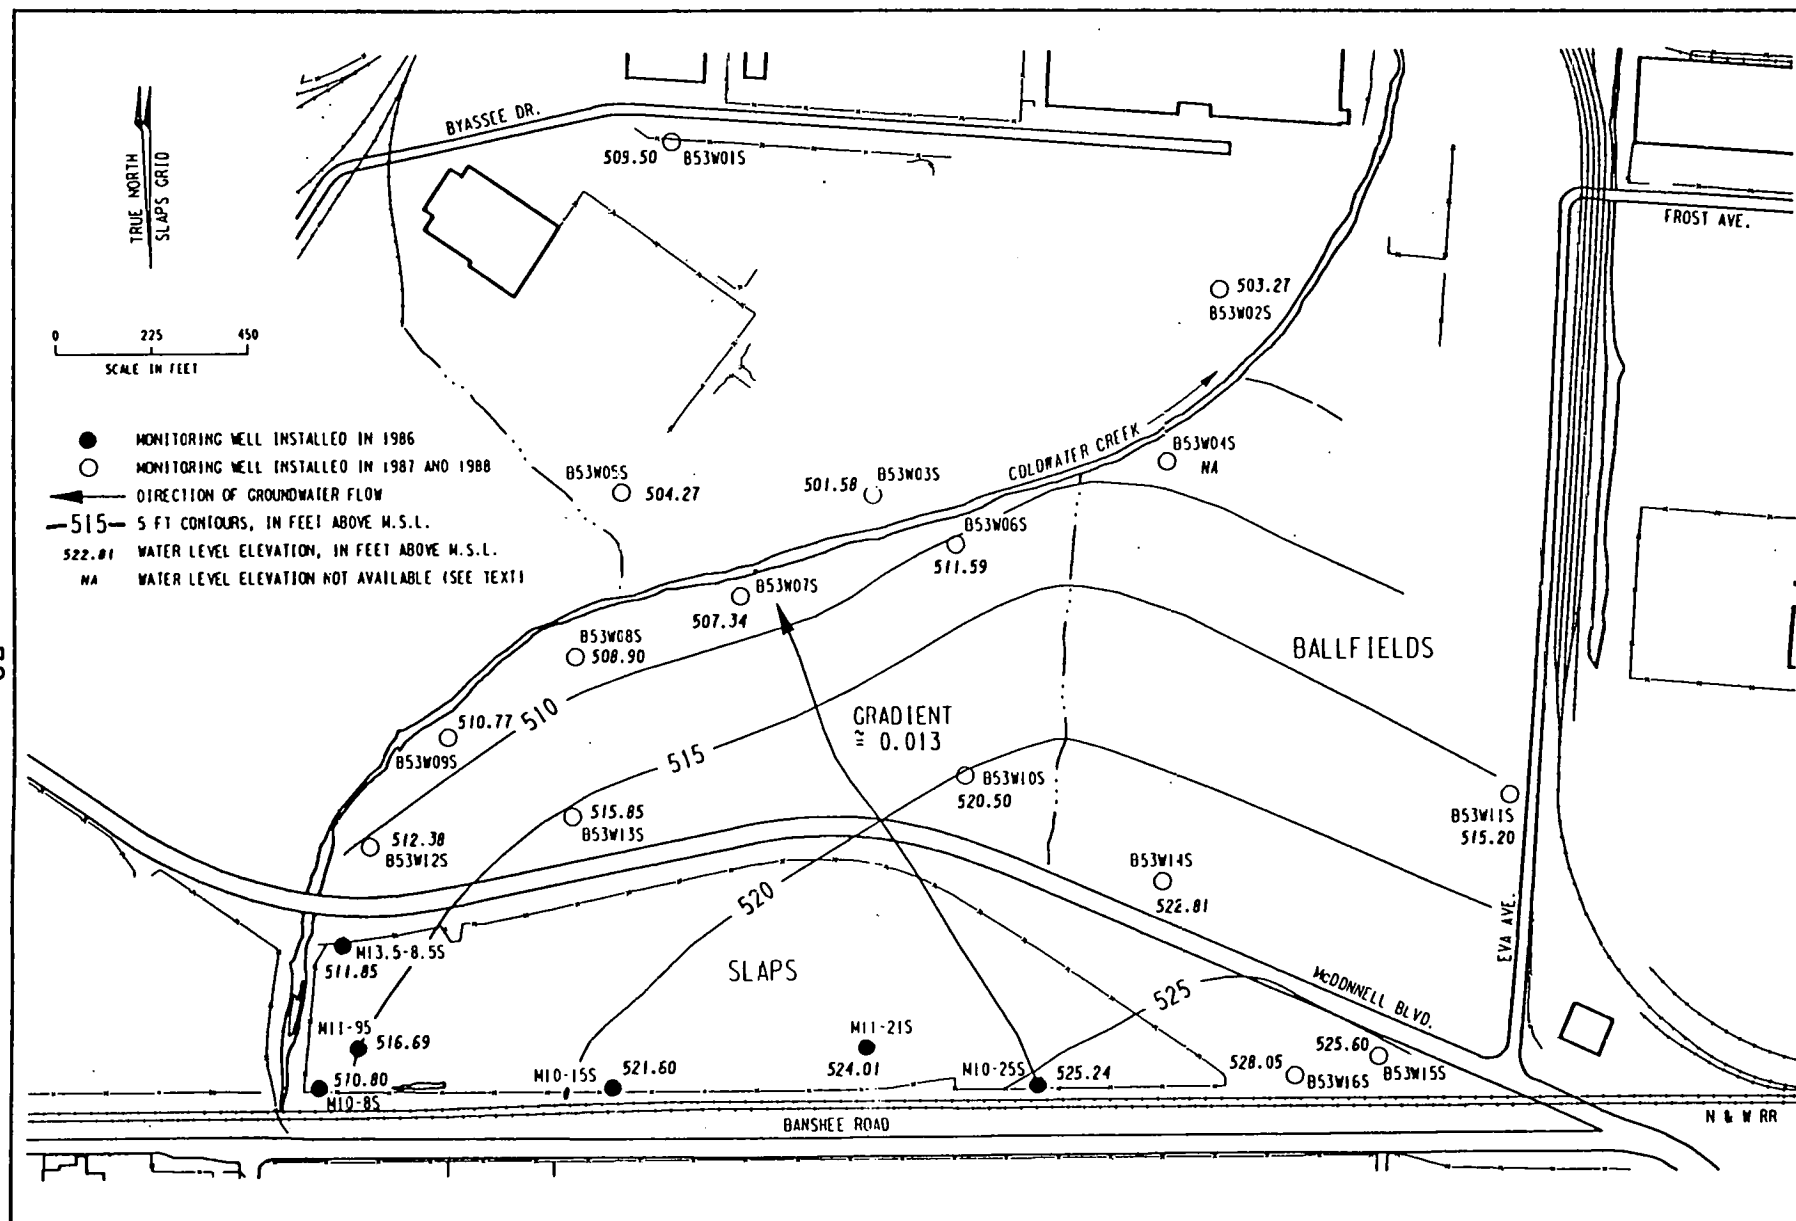 BYASSEE DR.
509.50 B53W01S
TRUE NORTH
SLAPS GRID
FROST AVE.
503.27
B53W02S
0 225 450
SCALE IN FEET
MONITORING WELL INSTALLED IN 1986
MONITORING WELL INSTALLED IN 1987 AND 1988
DIRECTION OF GROUNDWATER FLOW
—515— 5 FT CONTOURS, IN FEET ABOVE M.S.L.
522.81 WATER LEVEL ELEVATION, IN FEET ABOVE M.S.L.
NA WATER LEVEL ELEVATION NOT AVAILABLE (SEE TEXT)
COLDWATER CREEK
B53W04S
NA
B53W05S
504.27
501.58
B53W03S
B53W06S
511.59
B53W07S
507.34
B53W08S
508.90
BALLFIELDS
510
510.77
B53W09S
GRADIENT
≅ 0.013
515
B53W10S
520.50
B53W11S
515.20
515.85
B53W13S
512.38
B53W12S
B53W14S
522.81
520
EVA AVE.
M13.5-8.5S
511.85
SLAPS
525
McDONNELL BLVD.
M11-9S
516.69
M11-21S
524.01
525.60
B53W15S
510.80
M10-8S
M10-15S
521.60
M10-25S
525.24
528.05
B53W16S
BANSHEE ROAD
N & W RR